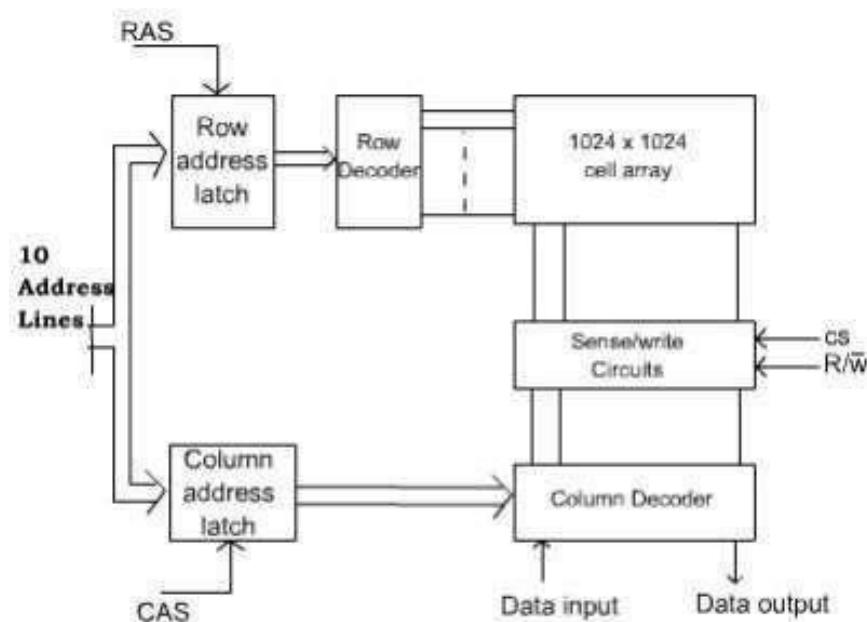 RAS
Row
address
latch
Row
Decoder
1024 x 1024
cell array
10
Address
Lines
Sense/write
Circuits
cs
R/w̅
Column
address
latch
Column Decoder
CAS
Data input
Data output